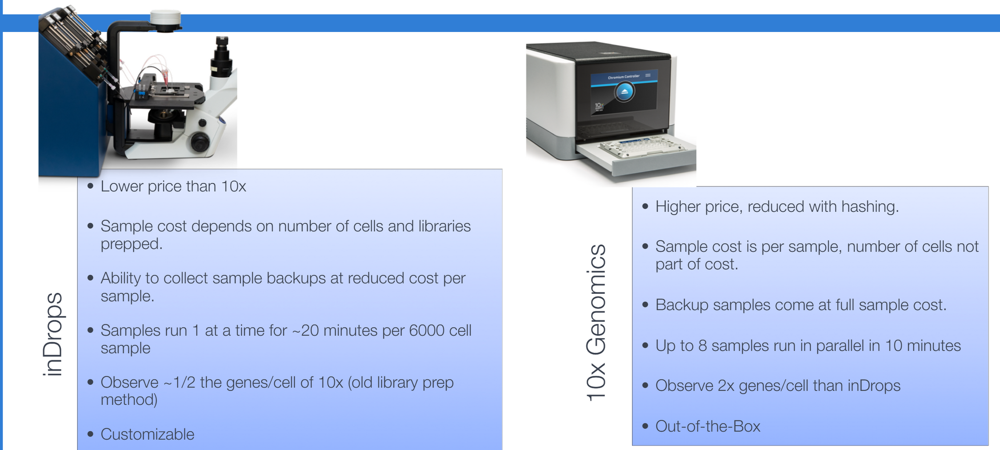 Chromium Controller
10x
• Lower price than 10x
• Sample cost depends on number of cells and libraries
prepped.
• Ability to collect sample backups at reduced cost per
sample.
• Samples run 1 at a time for ~20 minutes per 6000 cell
sample
• Observe ~1/2 the genes/cell of 10x (old library prep
method)
• Customizable
inDrops
• Higher price, reduced with hashing.
• Sample cost is per sample, number of cells not
part of cost.
• Backup samples come at full sample cost.
• Up to 8 samples run in parallel in 10 minutes
• Observe 2x genes/cell than inDrops
• Out-of-the-Box
10x Genomics